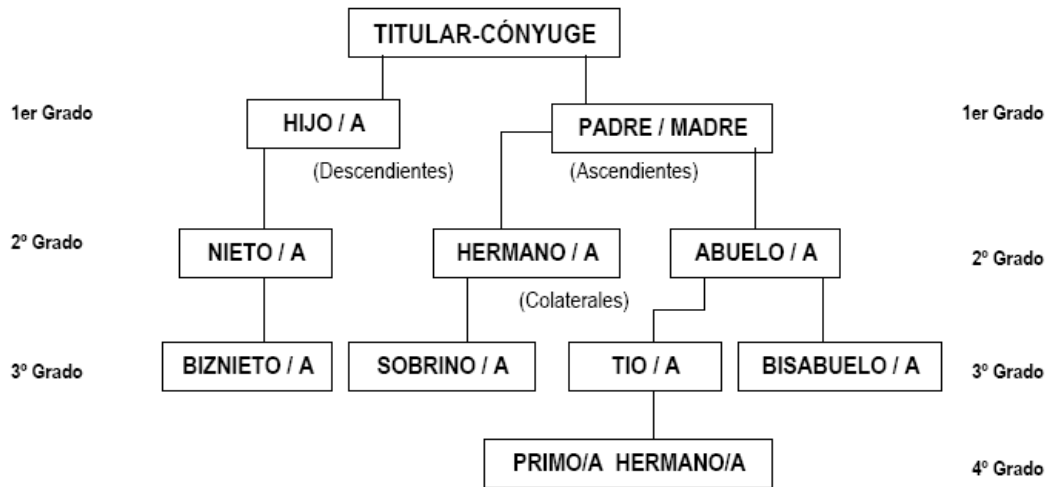 TITULAR-CÓNYUGE
1er Grado
HIJO / A
PADRE / MADRE
1er Grado
(Descendientes)
(Ascendientes)
2º Grado
NIETO / A
HERMANO / A
ABUELO / A
2º Grado
(Colaterales)
3º Grado
BIZNIETO / A
SOBRINO / A
TIO / A
BISABUELO / A
3º Grado
PRIMO/A HERMANO/A
4º Grado